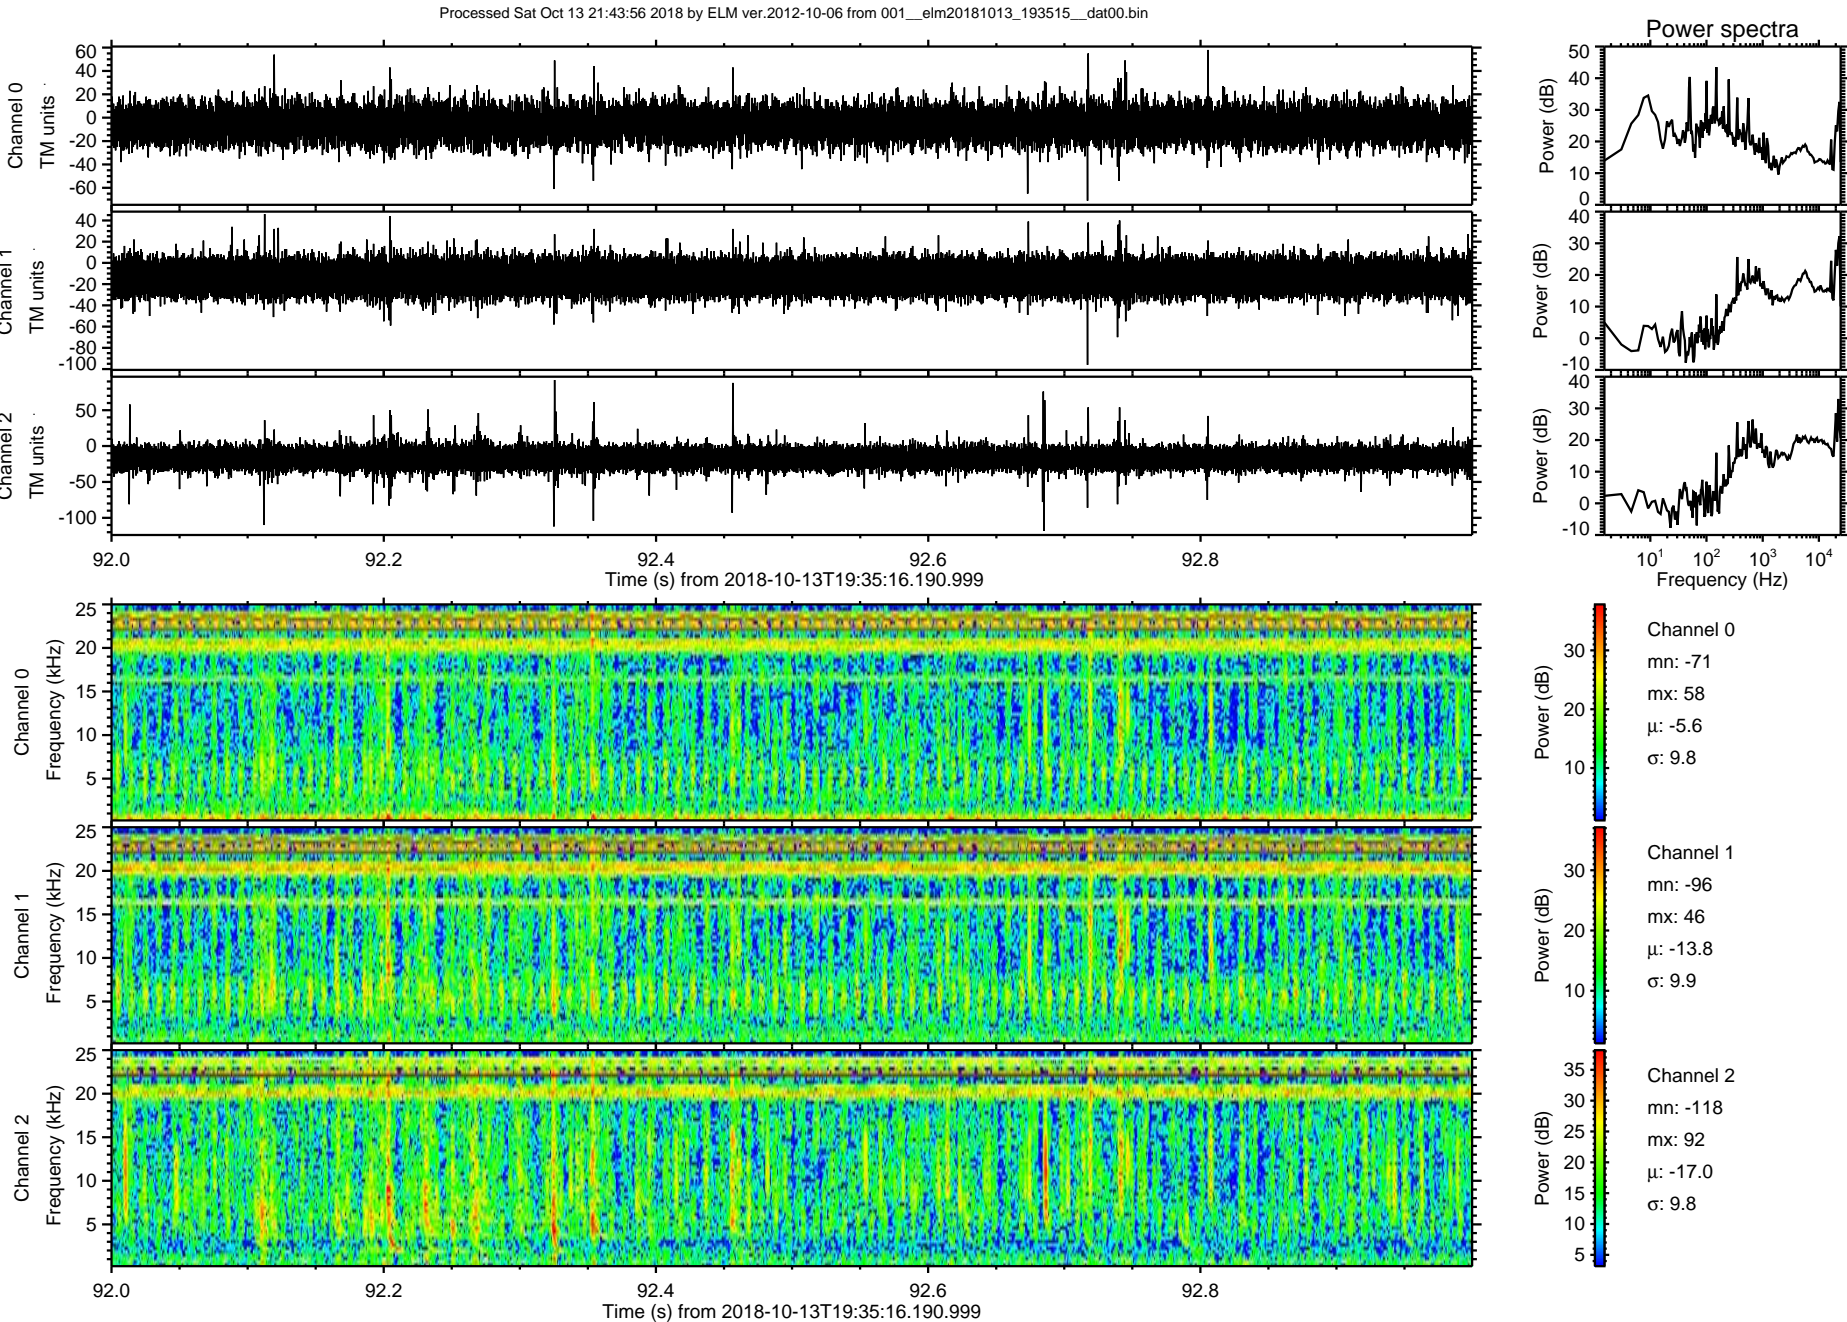 Processed Sat Oct 13 21:43:56 2018 by ELM ver.2012-10-06 from 001__elm20181013_193515__dat00.bin
Power spectra
Channel 0
TM units
60
40
20
0
-20
-40
-60
Power (dB)
50
40
30
20
10
0
Channel 1
TM units
40
20
0
-20
-40
-60
-80
-100
Power (dB)
40
30
20
10
0
-10
Channel 2
TM units
50
0
-50
-100
Power (dB)
40
30
20
10
0
-10
92.0 92.2 92.4 92.6 92.8
Time (s) from 2018-10-13T19:35:16.190.999
10¹ 10² 10³ 10⁴
Frequency (Hz)
Channel 0
Frequency (kHz)
25
20
15
10
5
Power (dB)
30
20
10
Channel 0
mn: -71
mx: 58
μ: -5.6
σ: 9.8
Channel 1
Frequency (kHz)
25
20
15
10
5
Power (dB)
30
20
10
Channel 1
mn: -96
mx: 46
μ: -13.8
σ: 9.9
Channel 2
Frequency (kHz)
25
20
15
10
5
Power (dB)
35
30
25
20
15
10
5
Channel 2
mn: -118
mx: 92
μ: -17.0
σ: 9.8
92.0 92.2 92.4 92.6 92.8
Time (s) from 2018-10-13T19:35:16.190.999